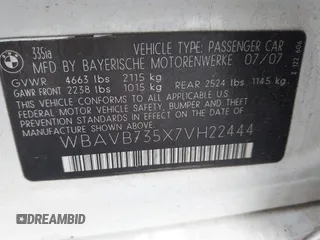 335ia
VEHICLE TYPE: PASSENGER CAR
MFD BY BAYERISCHE MOTORENWERKE 07/07
GVWR 4663 lbs 2115 kg
GAWR FRONT 2238 lbs 1015 kg REAR 2524 lbs 1145 kg
THIS VEHICLE CONFORMS TO ALL APPLICABLE
FEDERAL MOTOR VEHICLE SAFETY, BUMPER
AND THEFT PREVENTION STANDARDS IN EFFECT
ON THE DATE OF MANUFACTURE SHOWN ABOVE.
WBAVB735X7VH22444
DREAMBID
DREAMBID.COM